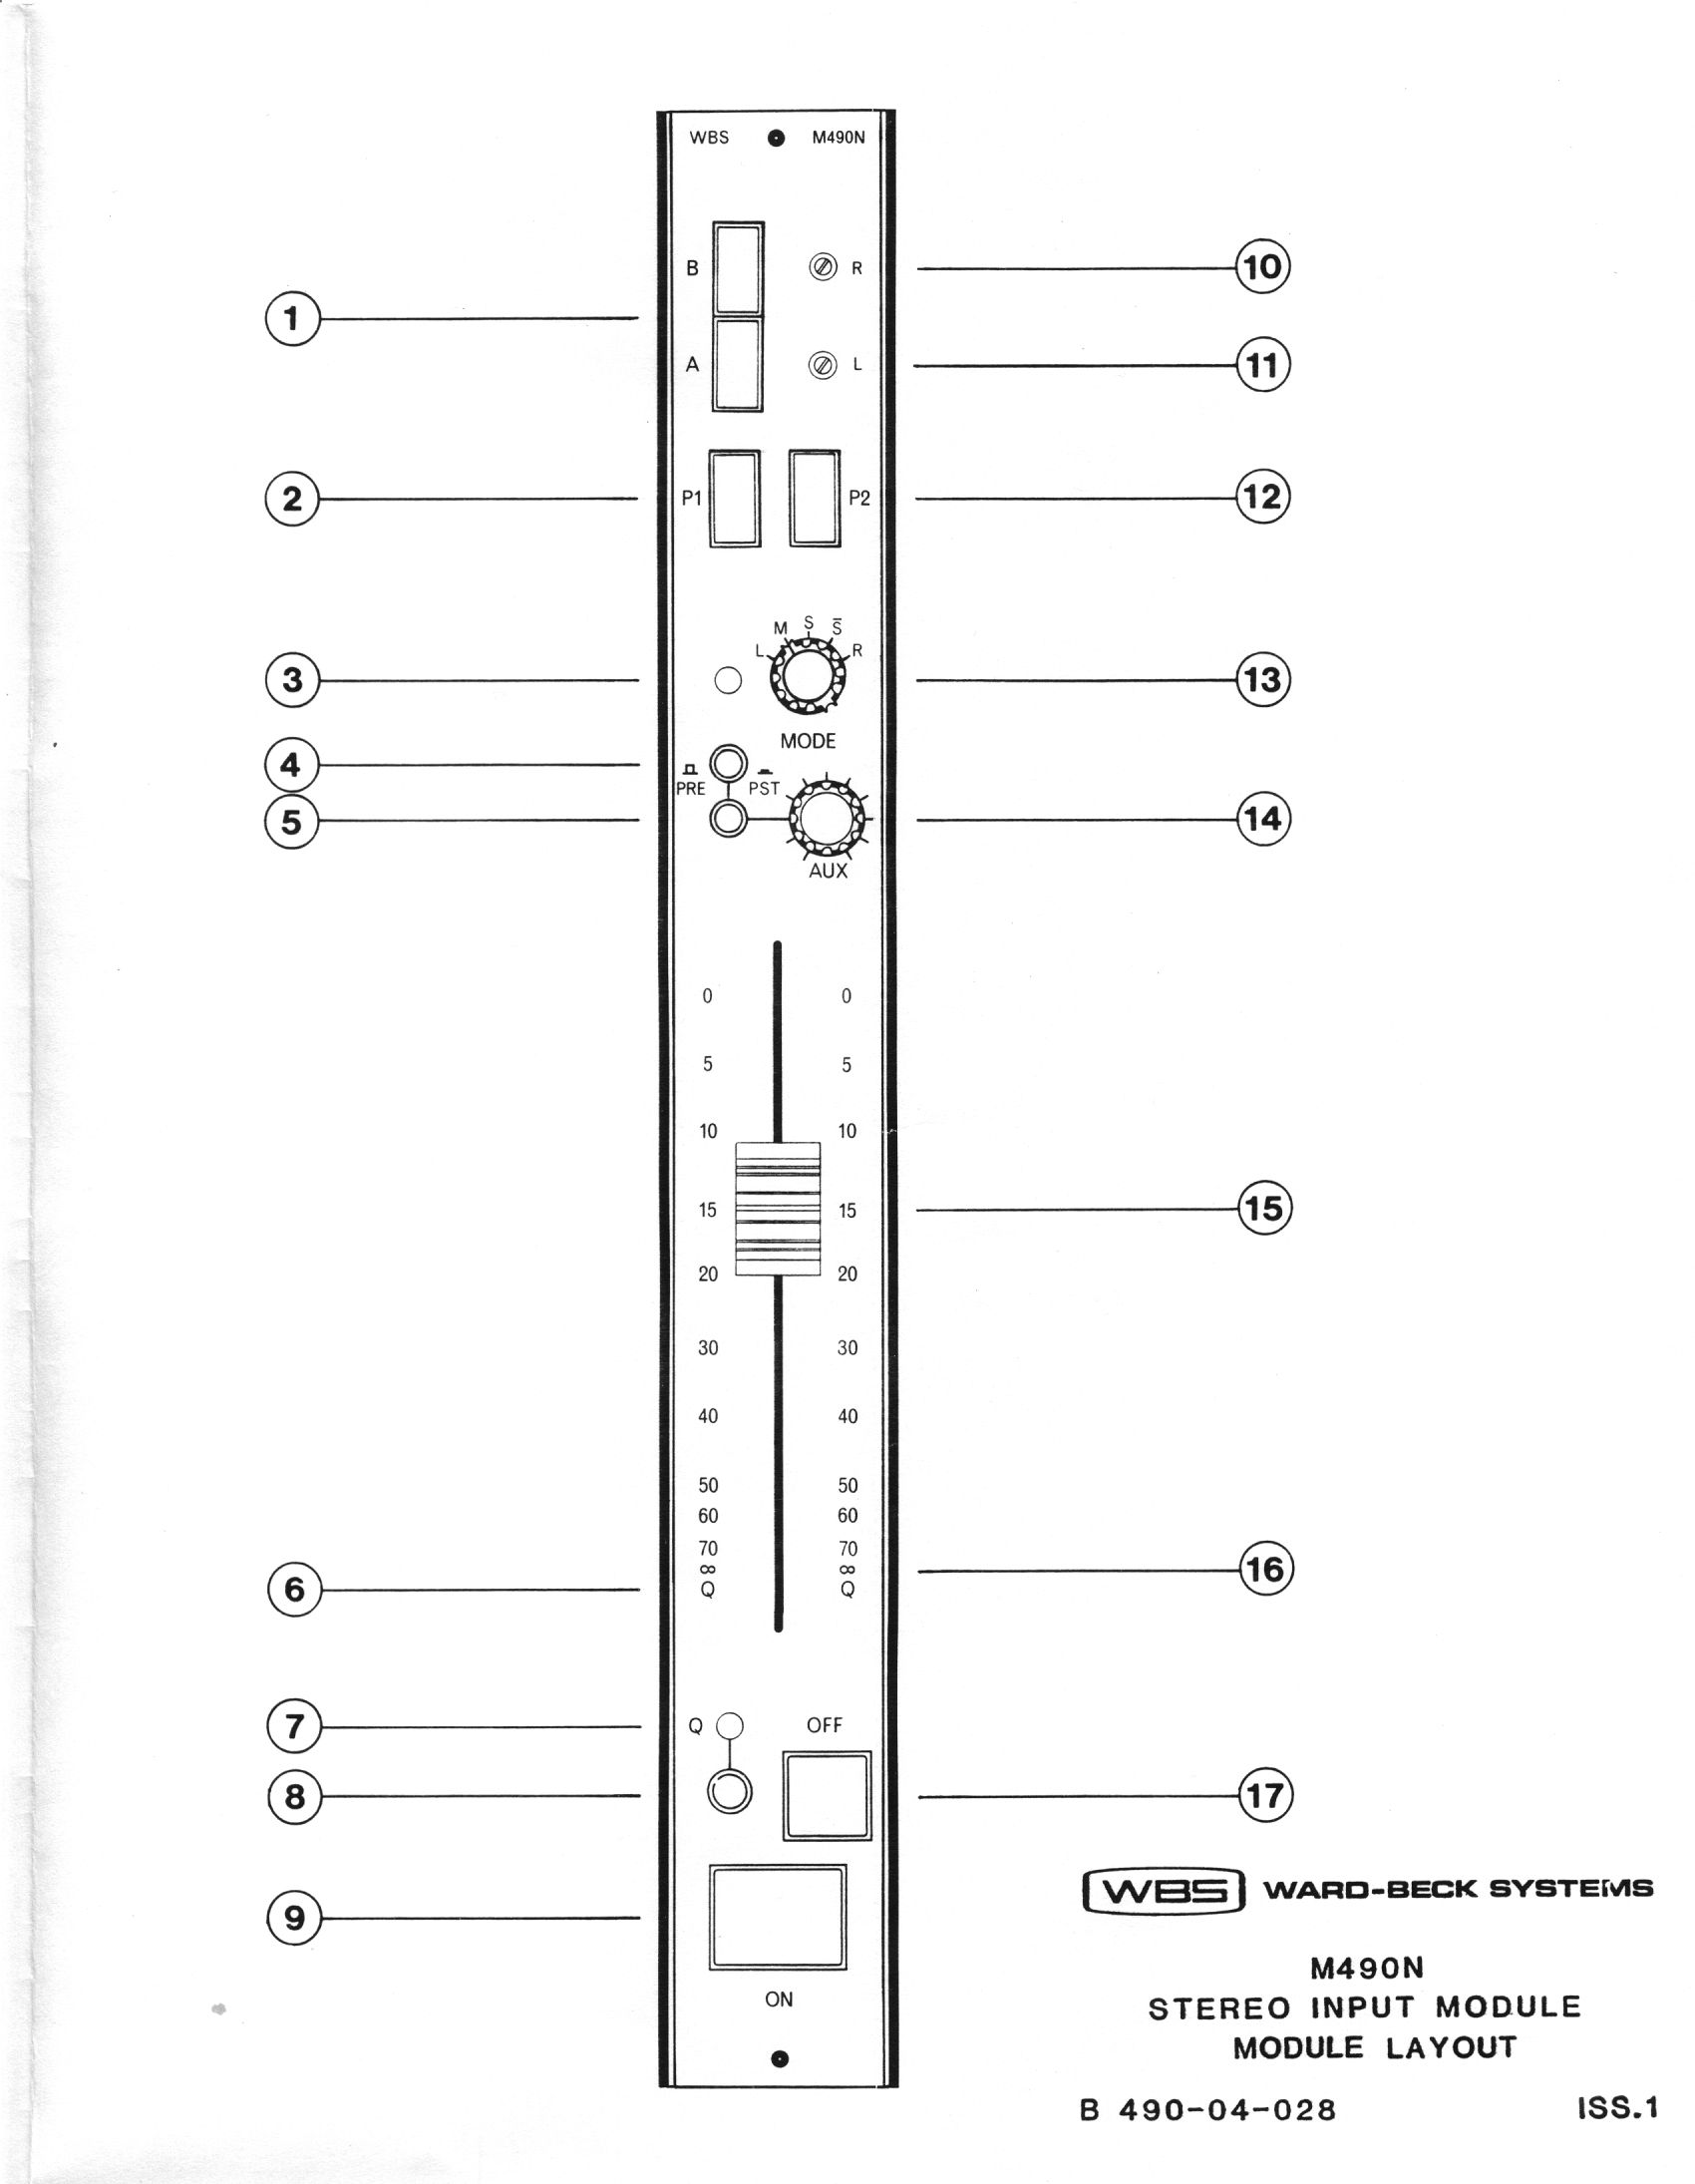 WBS M490N
B R
1 10
A L
11
2 P1 P2 12
M S S̄
L R
3 13
MODE
4
PRE PST
5 14
AUX
0 0
5 5
10 10
15 15 15
20 20
30 30
40 40
50 50
60 60
70 70
∞ ∞ 16
6 Q Q
7 Q OFF
8 17
WBS WARD-BECK SYSTEMS
9
M490N
ON
STEREO INPUT MODULE
MODULE LAYOUT
B 490-04-028 ISS.1